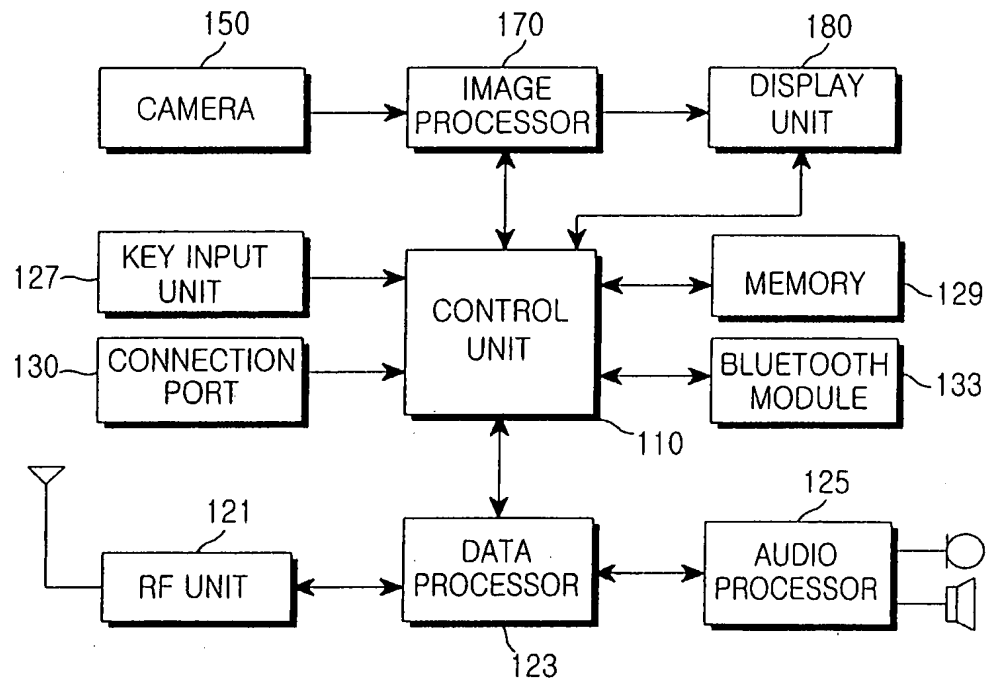 150
170
180
CAMERA
IMAGE
PROCESSOR
DISPLAY
UNIT
127
KEY INPUT
UNIT
CONTROL
UNIT
MEMORY
129
130
CONNECTION
PORT
BLUETOOTH
MODULE
133
110
121
125
RF UNIT
DATA
PROCESSOR
AUDIO
PROCESSOR
123